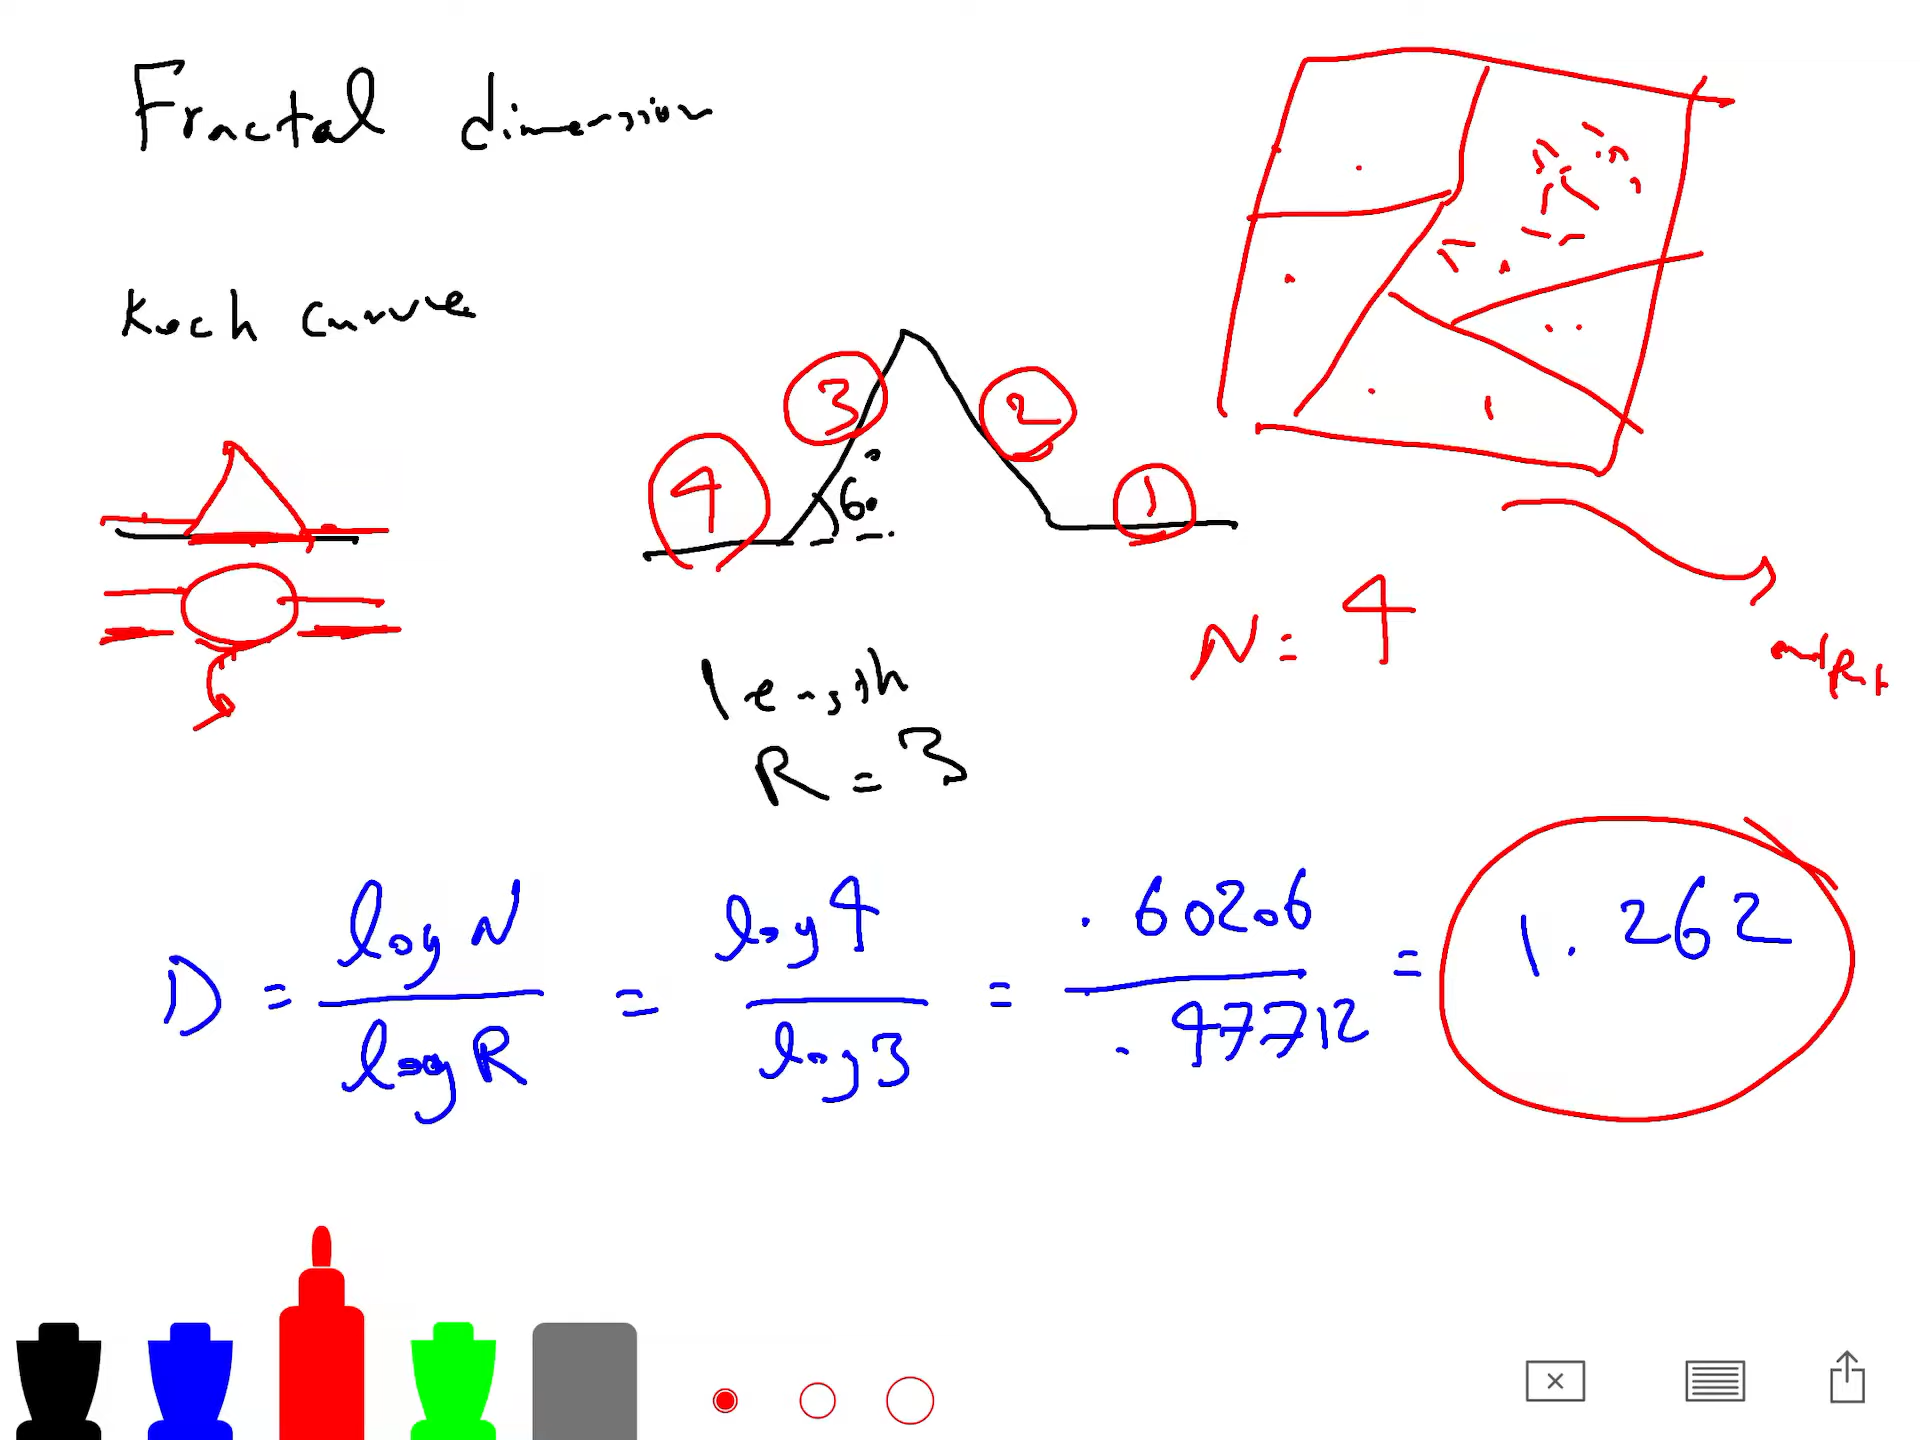 Fractal dimension
Koch curve
4 3 2 1
60°
N = 4
length
R = 3
D = log N / log R = log 4 / log 3 = .60206 / .47712 = 1.262